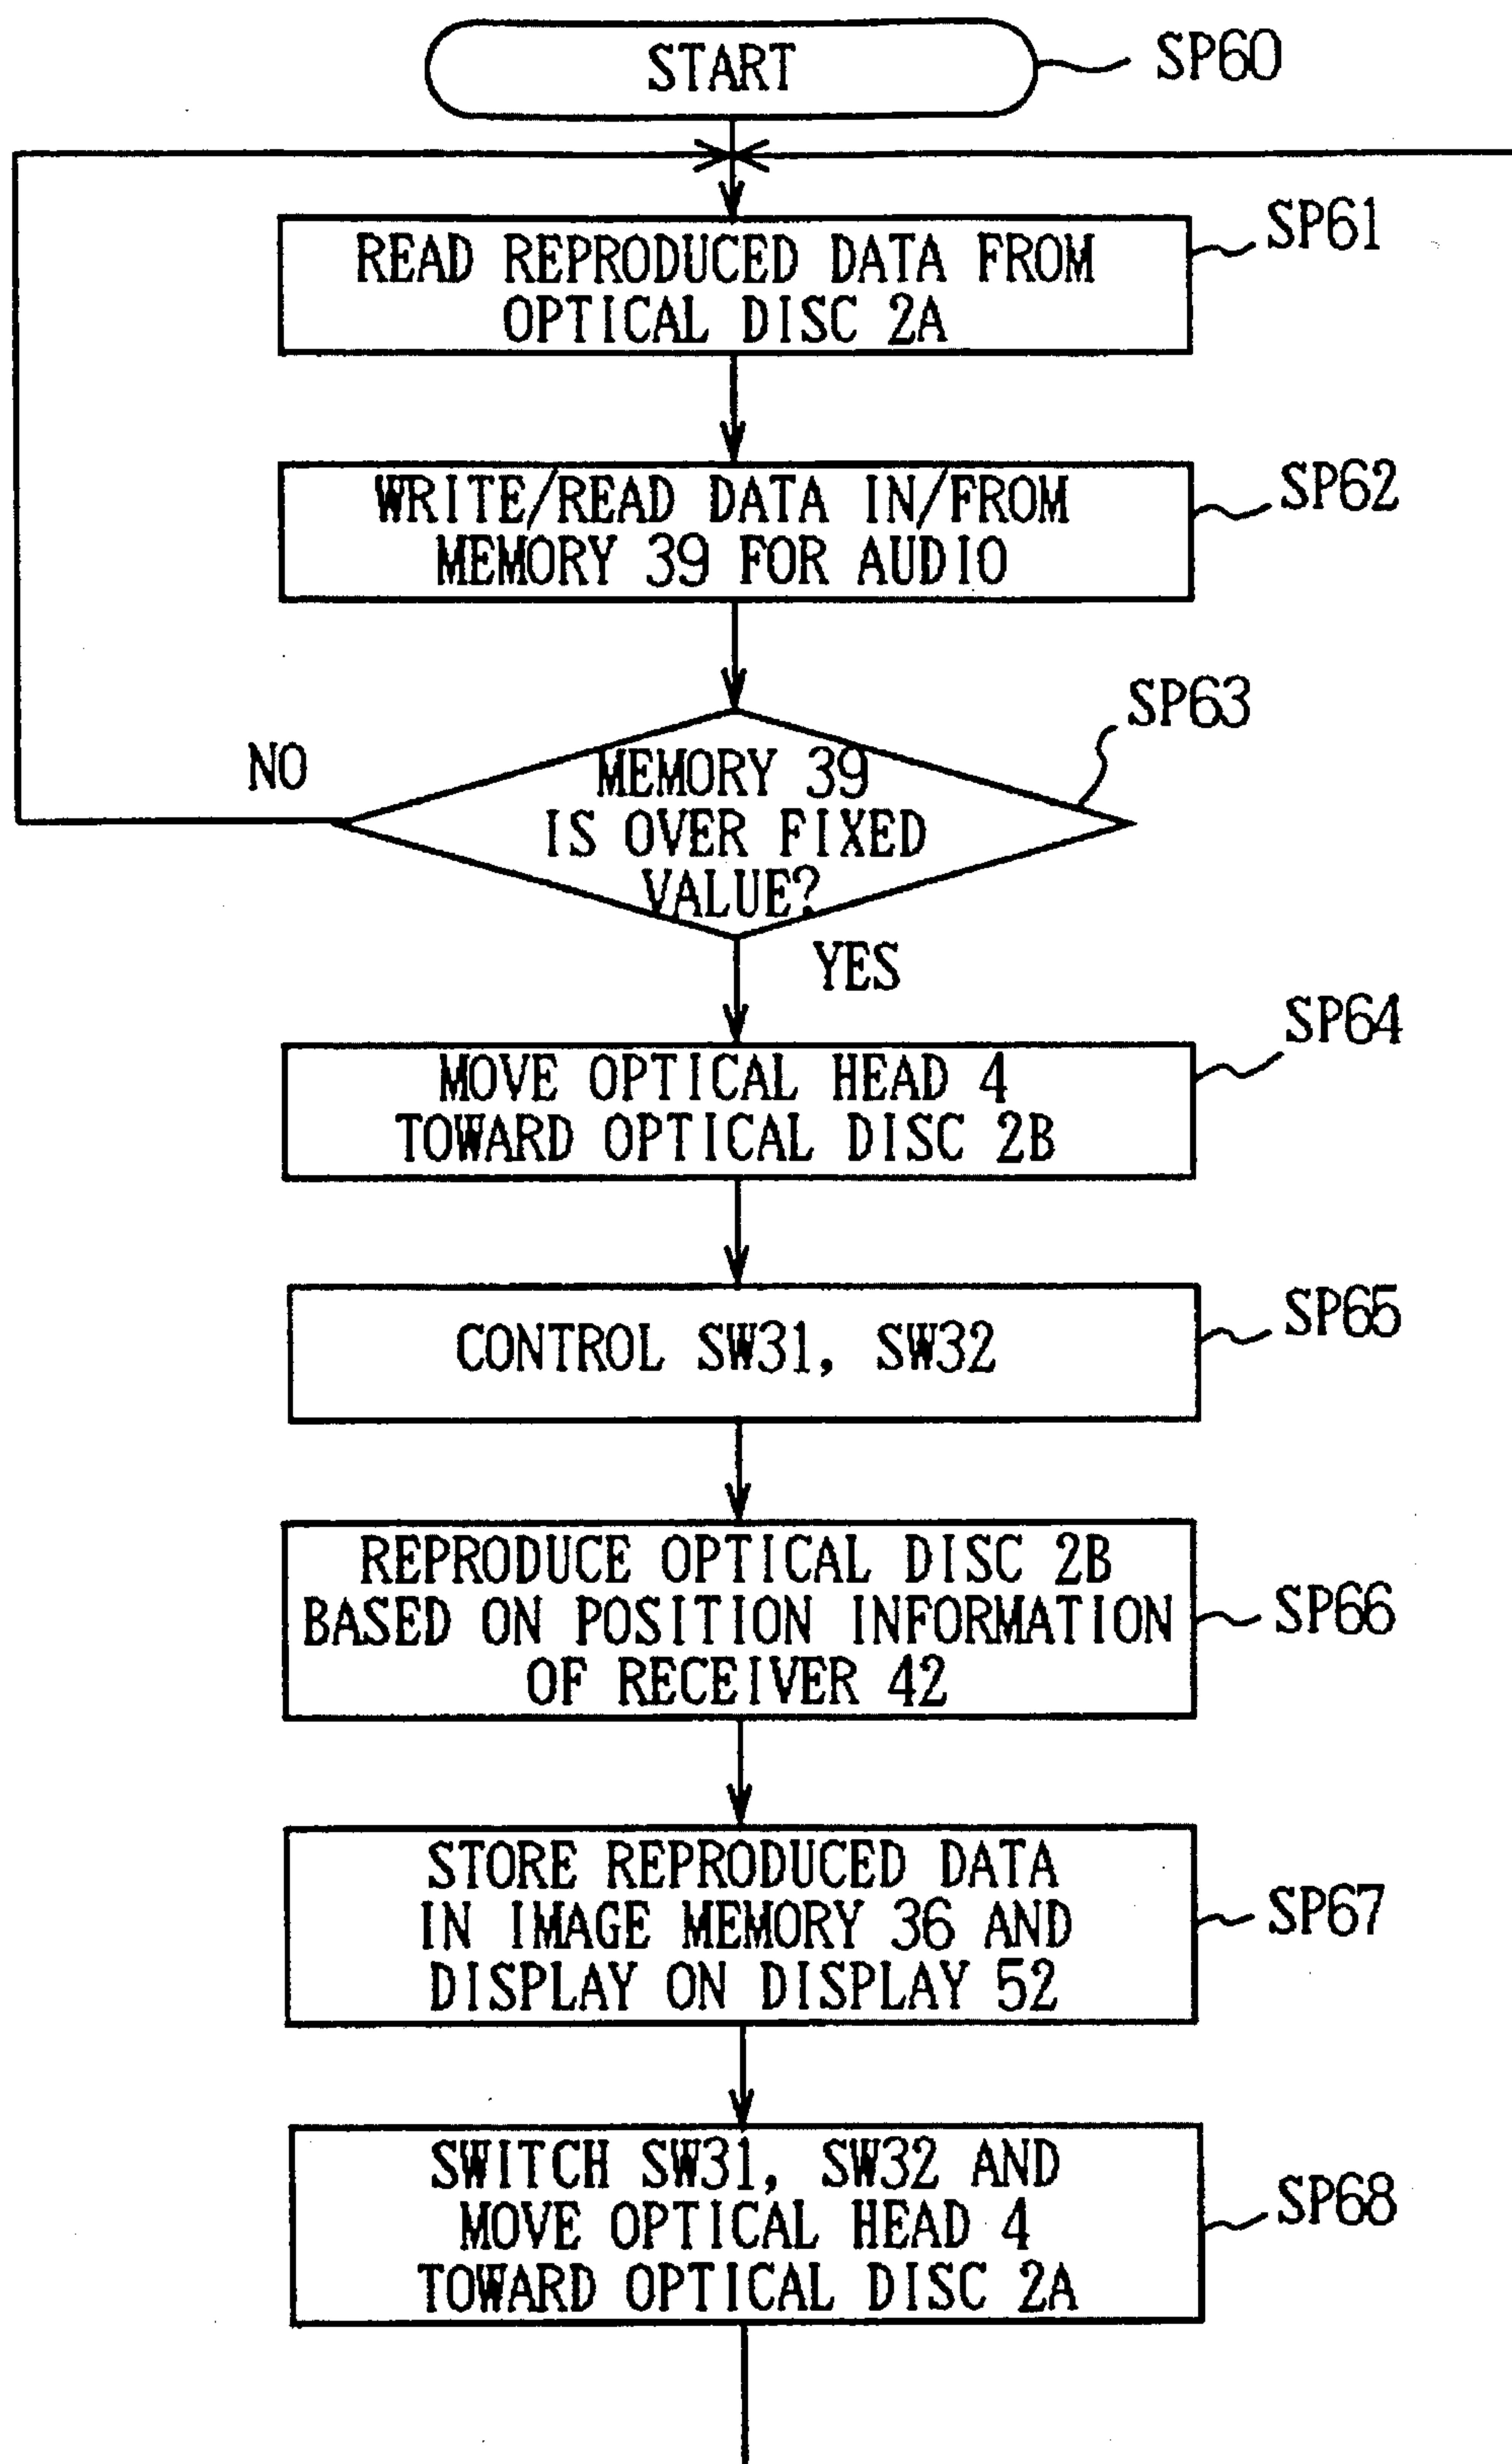 START
SP60
READ REPRODUCED DATA FROM
OPTICAL DISC 2A
SP61
WRITE/READ DATA IN/FROM
MEMORY 39 FOR AUDIO
SP62
MEMORY 39
IS OVER FIXED
VALUE?
SP63
NO
YES
MOVE OPTICAL HEAD 4
TOWARD OPTICAL DISC 2B
SP64
CONTROL SW31, SW32
SP65
REPRODUCE OPTICAL DISC 2B
BASED ON POSITION INFORMATION
OF RECEIVER 42
SP66
STORE REPRODUCED DATA
IN IMAGE MEMORY 36 AND
DISPLAY ON DISPLAY 52
SP67
SWITCH SW31, SW32 AND
MOVE OPTICAL HEAD 4
TOWARD OPTICAL DISC 2A
SP68